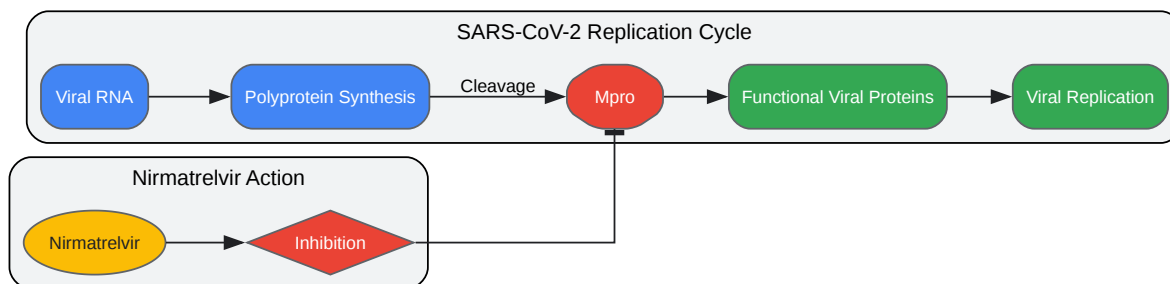 SARS-CoV-2 Replication Cycle
Viral RNA
Polyprotein Synthesis
Cleavage
Mpro
Functional Viral Proteins
Viral Replication
Nirmatrelvir Action
Nirmatrelvir
Inhibition